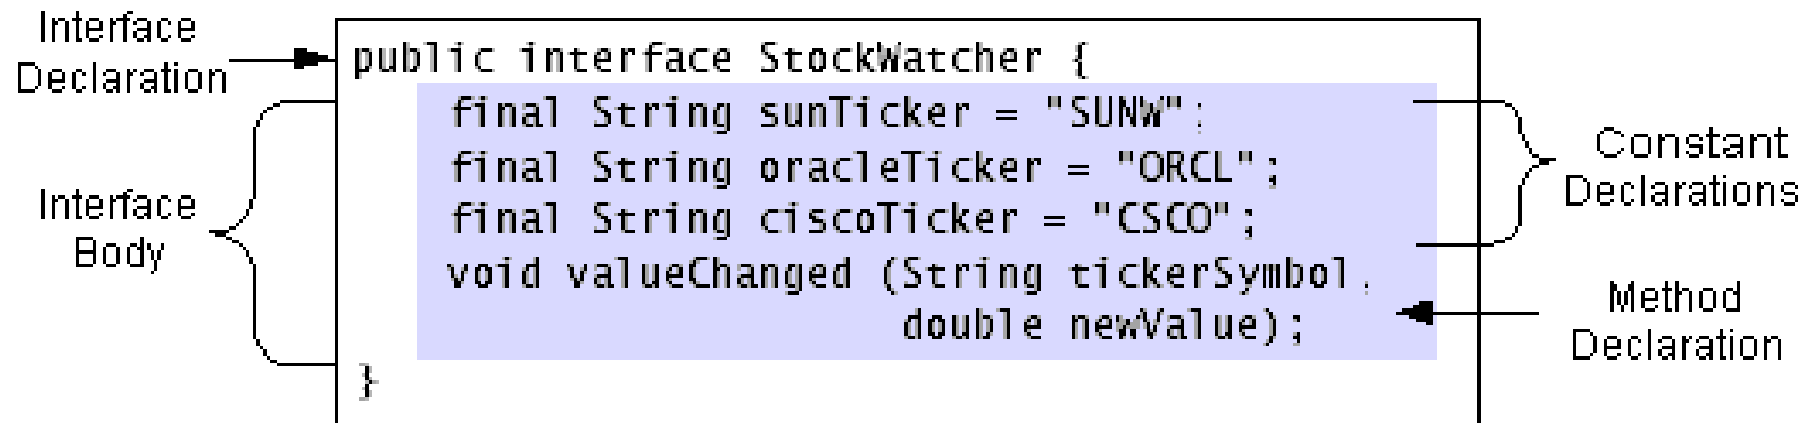 Interface
Declaration
public interface StockWatcher {
final String sunTicker = "SUNW";
final String oracleTicker = "ORCL";
final String ciscoTicker = "CSCO";
void valueChanged (String tickerSymbol,
double newValue);
}
Interface
Body
Constant
Declarations
Method
Declaration